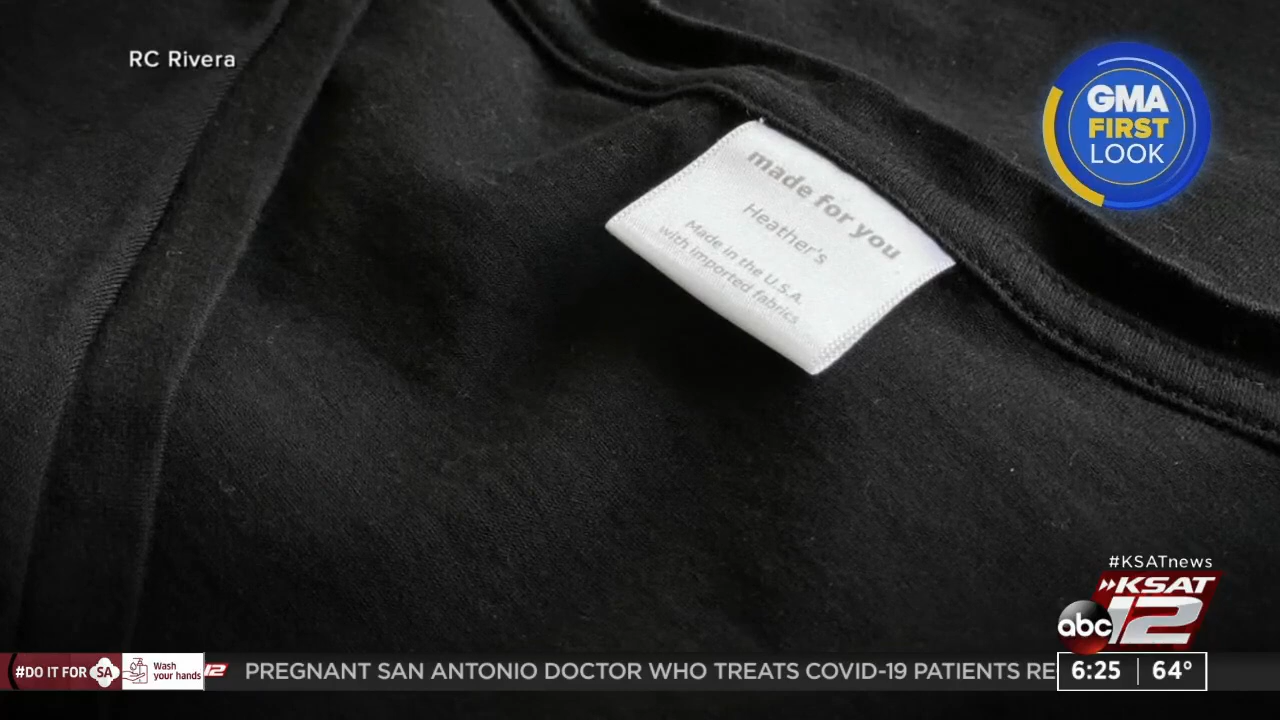 RC Rivera
GMA
FIRST
LOOK
made for you
Heather's
Made in the U.S.A.
with imported fabrics
#KSATnews
KSAT
abc 12
#DO IT FOR SA
Wash
your hands
12
PREGNANT SAN ANTONIO DOCTOR WHO TREATS COVID-19 PATIENTS RE
6:25 64°